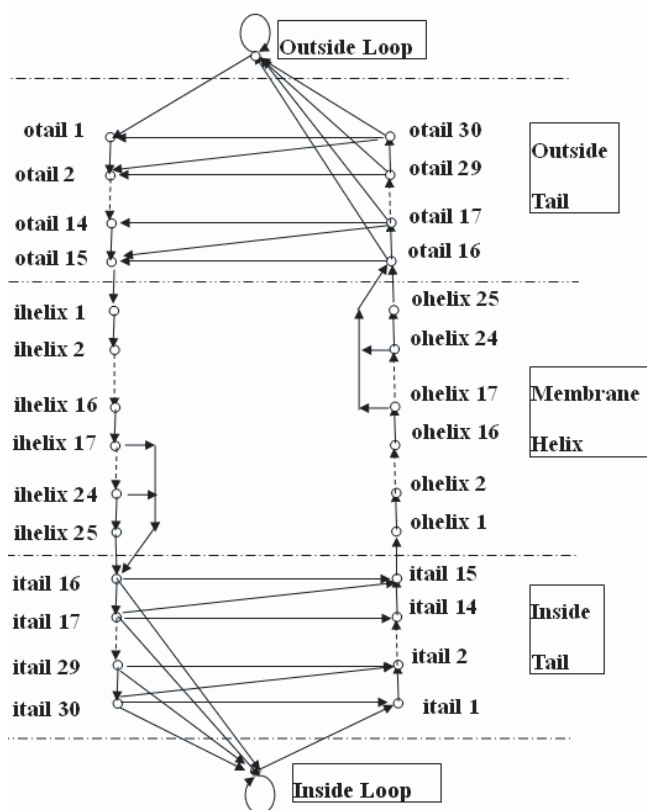 Outside Loop
otail 1
otail 30
Outside
otail 2
otail 29
Tail
otail 14
otail 17
otail 15
otail 16
ihelix 1
ohelix 25
ihelix 2
ohelix 24
ihelix 16
ohelix 17
Membrane
ihelix 17
ohelix 16
Helix
ihelix 24
ohelix 2
ihelix 25
ohelix 1
itail 16
itail 15
itail 17
itail 14
Inside
itail 29
itail 2
Tail
itail 30
itail 1
Inside Loop